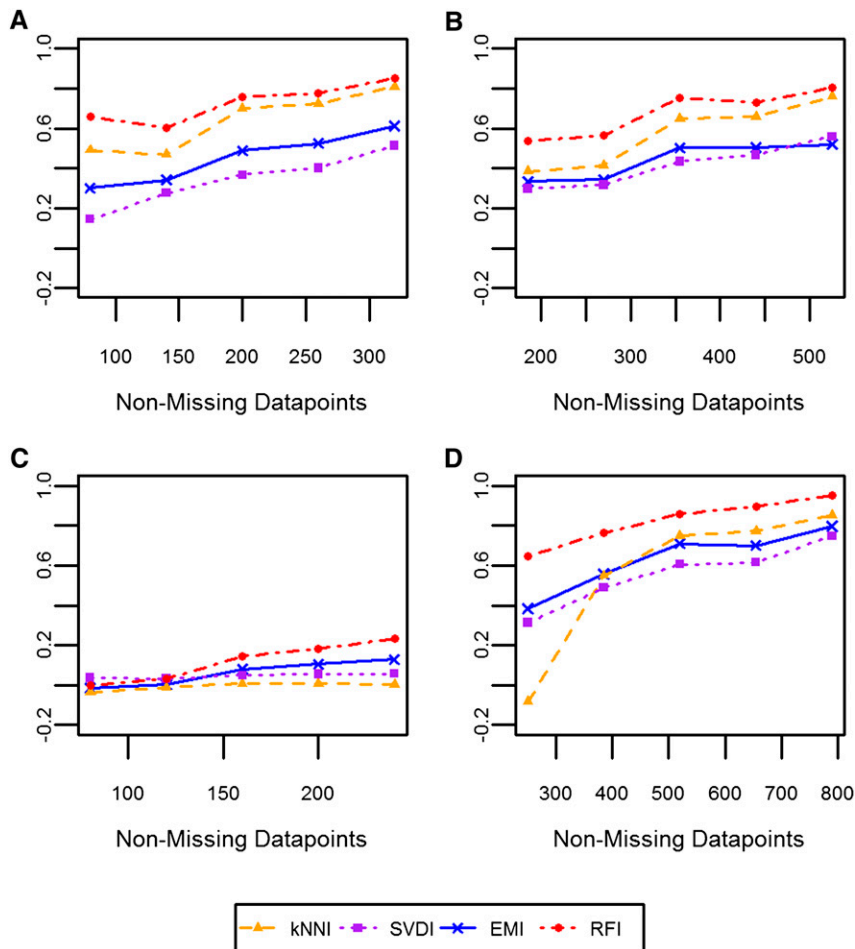 A
1.0
0.6
0.2
-0.2
100 150 200 250 300
Non-Missing Datapoints
B
1.0
0.6
0.2
-0.2
200 300 400 500
Non-Missing Datapoints
C
1.0
0.6
0.2
-0.2
100 150 200
Non-Missing Datapoints
D
1.0
0.6
0.2
-0.2
300 400 500 600 700 800
Non-Missing Datapoints
kNNI SVDI EMI RFI